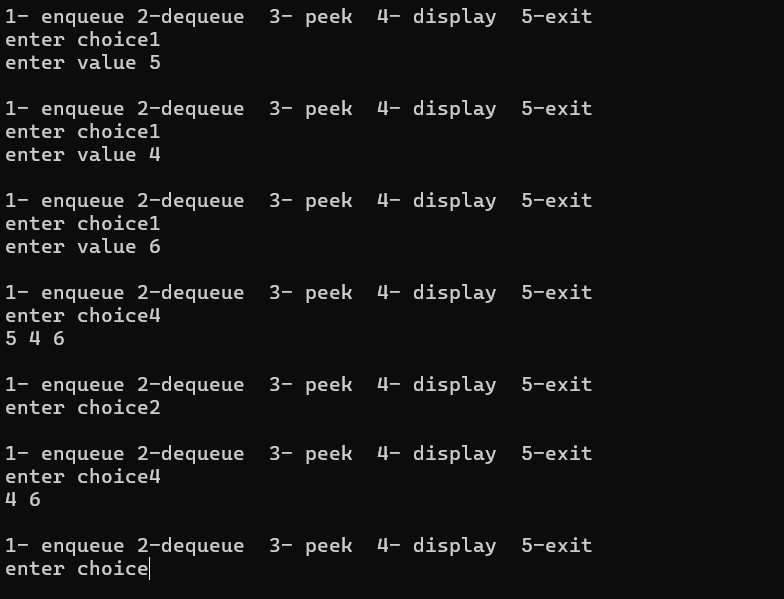 1- enqueue 2-dequeue  3- peek  4- display  5-exit
enter choice1
enter value 5

1- enqueue 2-dequeue  3- peek  4- display  5-exit
enter choice1
enter value 4

1- enqueue 2-dequeue  3- peek  4- display  5-exit
enter choice1
enter value 6

1- enqueue 2-dequeue  3- peek  4- display  5-exit
enter choice4
5 4 6

1- enqueue 2-dequeue  3- peek  4- display  5-exit
enter choice2

1- enqueue 2-dequeue  3- peek  4- display  5-exit
enter choice4
4 6

1- enqueue 2-dequeue  3- peek  4- display  5-exit
enter choice